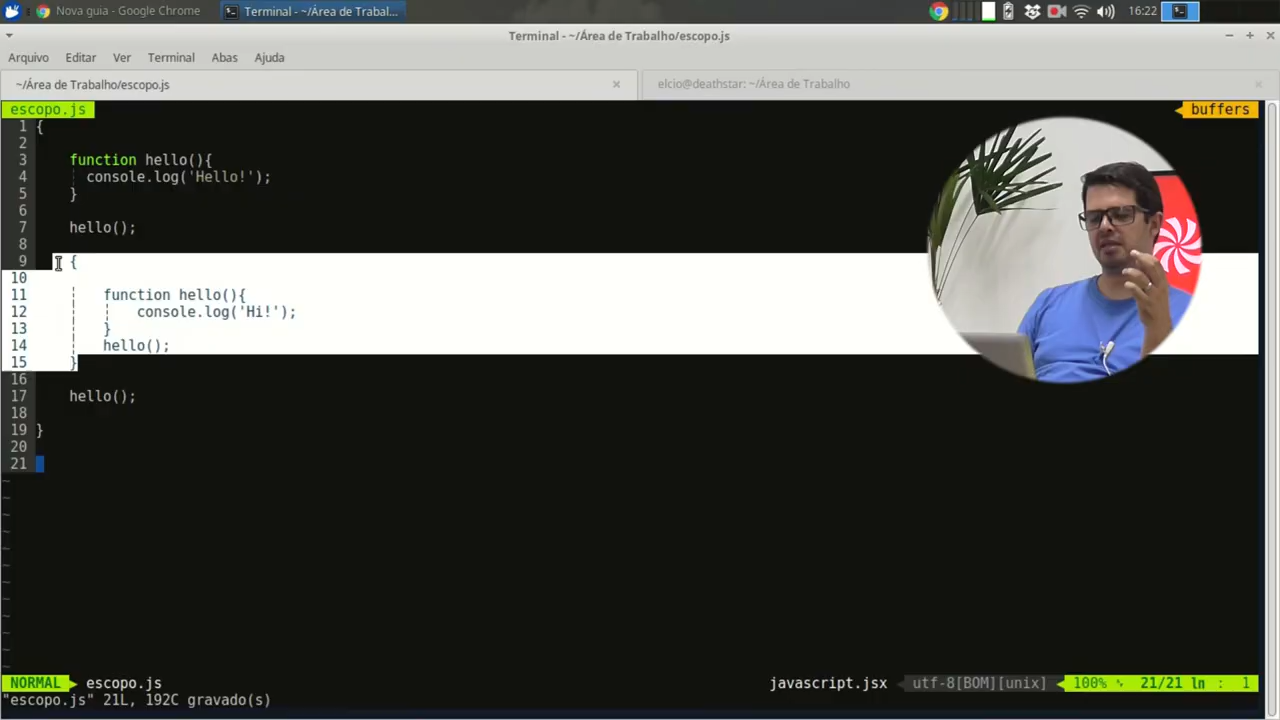 Nova guia - Google Chrome
Terminal - ~/Área de Trabal...
16:22
Terminal - ~/Área de Trabalho/escopo.js
Arquivo Editar Ver Terminal Abas Ajuda
~/Área de Trabalho/escopo.js
elcio@deathstar: ~/Área de Trabalho
escopo.js
buffers
1 {
2
3 function hello(){
4 console.log('Hello!');
5 }
6
7 hello();
8
9 {
10
11 function hello(){
12 console.log('Hi!');
13 }
14 hello();
15 }
16
17 hello();
18
19 }
20
21
~
~
~
~
~
~
~
~
~
~
~
~
NORMAL escopo.js javascript.jsx utf-8[BOM][unix] 100% 21/21 ln : 1
"escopo.js" 21L, 192C gravado(s)